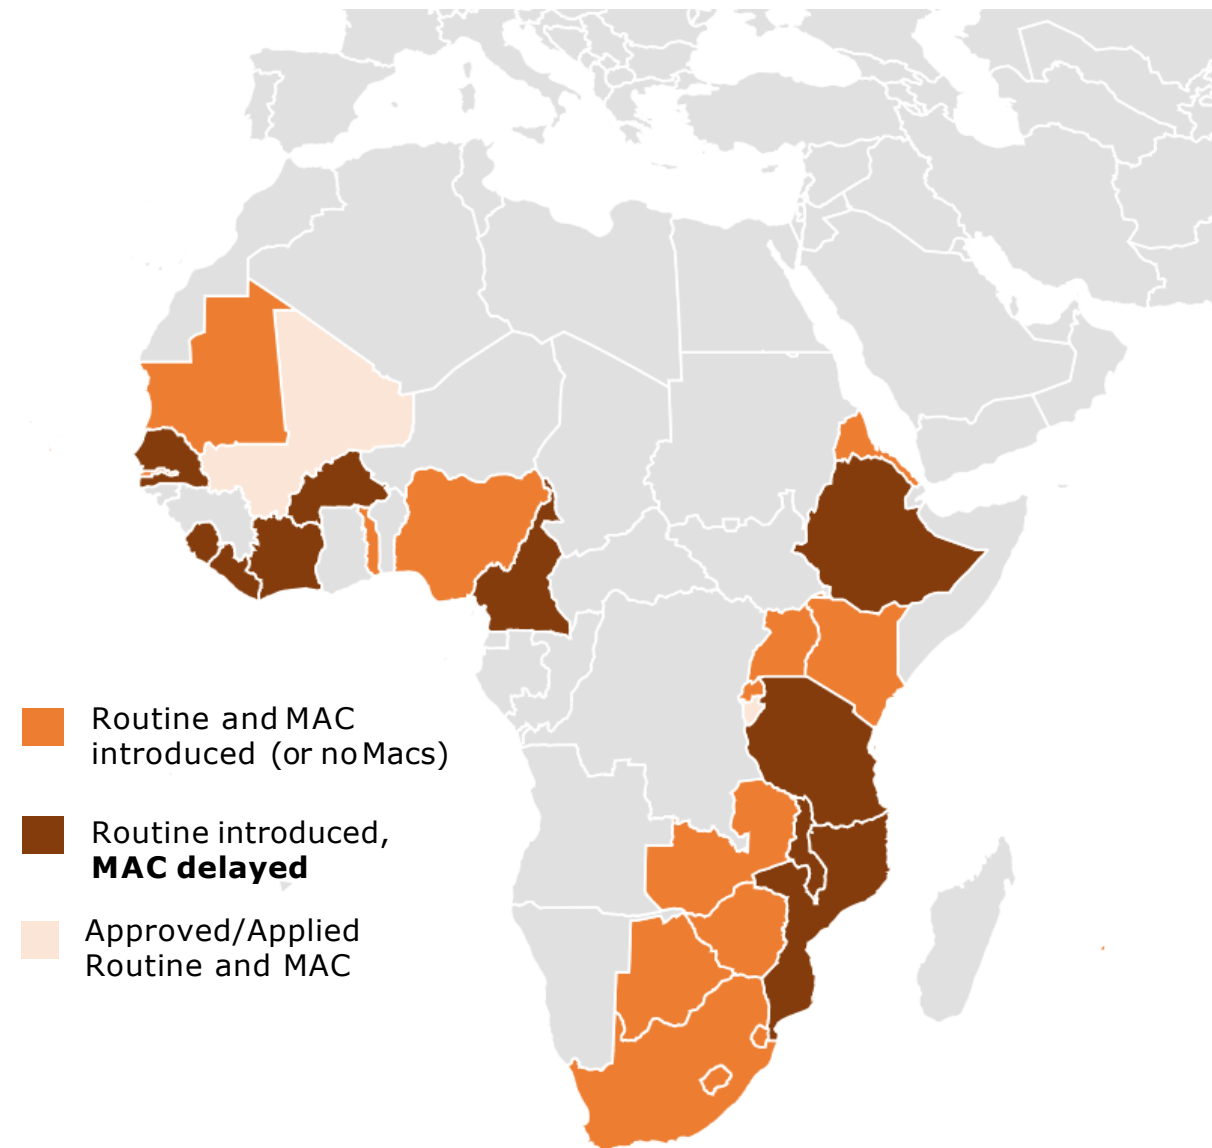 Routine and MAC
introduced (or no Macs)
Routine introduced,
MAC delayed
Approved/Applied
Routine and MAC